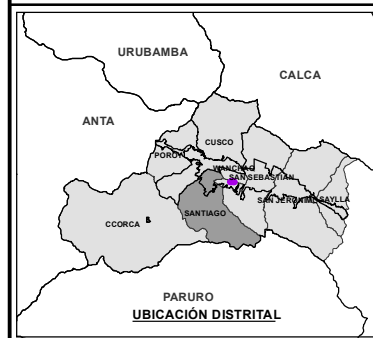 URUBAMBA
CALCA
ANTA
CUSCO
POROY
WANCHAQ
SAN SEBASTIAN
SAN JERONIMO
SAYLLA
SANTIAGO
CCORCA
PARURO
UBICACIÓN DISTRITAL